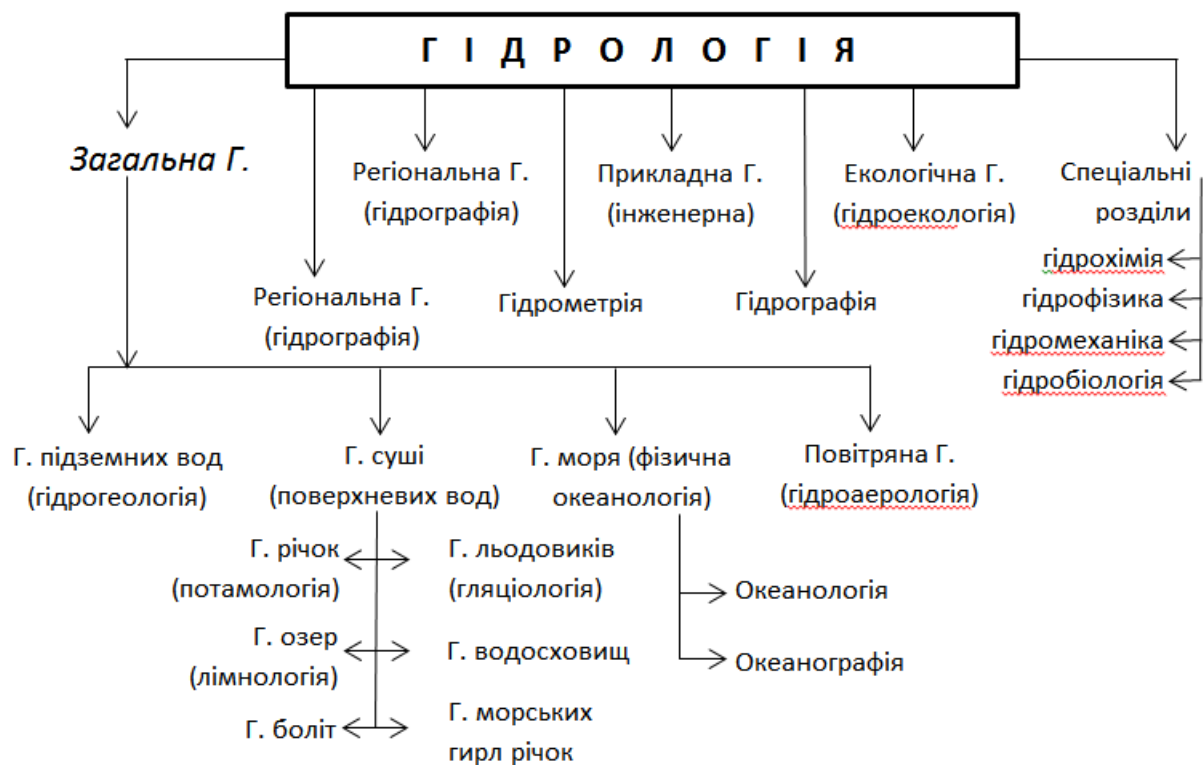 Г І Д Р О Л О Г І Я
Загальна Г.
Регіональна Г.
(гідрографія)
Прикладна Г.
(інженерна)
Екологічна Г.
(гідроекологія)
Спеціальні
розділи
гідрохімія
гідрофізика
гідромеханіка
гідробіологія
Регіональна Г.
(гідрографія)
Гідрометрія
Гідрографія
Г. підземних вод
(гідрогеологія)
Г. суші
(поверхневих вод)
Г. моря (фізична
океанологія)
Повітряна Г.
(гідроаерологія)
Г. річок
(потамологія)
Г. льодовиків
(гляціологія)
Г. озер
(лімнологія)
Г. водосховищ
Г. боліт
Г. морських
гирл річок
Океанологія
Океанографія